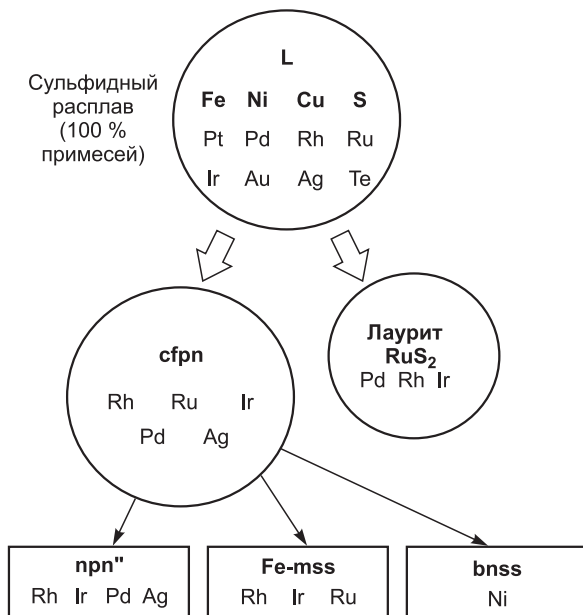 L
Сульфидный
расплав
(100 %
примесей)
Fe Ni Cu S
Pt Pd Rh Ru
Ir Au Ag Te
cfpn
Rh Ru Ir
Pd Ag
Лаурит
RuS₂
Pd Rh Ir
npn"
Rh Ir Pd Ag
Fe-mss
Rh Ir Ru
bnss
Ni